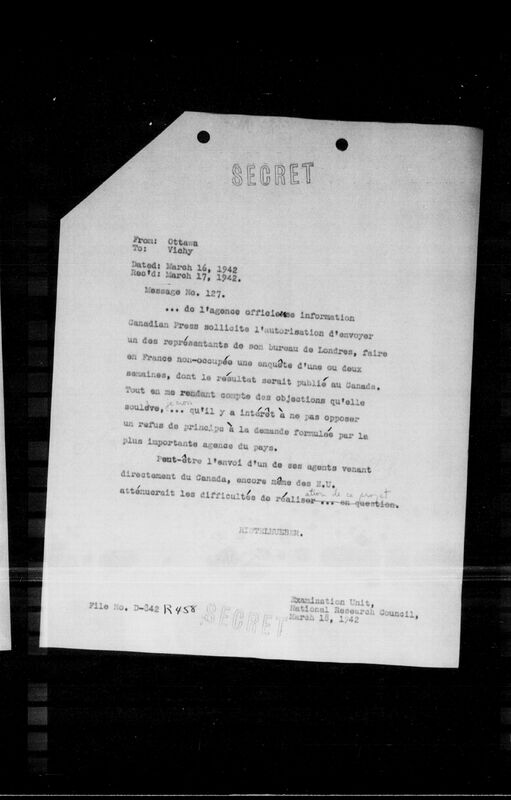 SECRET
From: Ottawa
To: Vichy
Dated: March 16, 1942
Rec'd: March 17, 1942.
Message No. 127.
... de l'agence officieuse information
Canadian Press sollicite l'autorisation d'envoyer
un des représentants de son bureau de Londres, faire
en France non-occupée une enquête d'une ou deux
semaines, dont le résultat serait publié au Canada.
Tout en me rendant compte des objections qu'elle
soulève, ... qu'il y a intérêt à ne pas opposer
un refus de principe à la demande formulée par la
plus importante agence du pays.
Peut-être l'envoi d'un de ses agents venant
directement du Canada, encore même des E.U.
ation de ce projet
atténuerait les difficultés de réaliser ... en question.
RISTELHUEBER.
Examination Unit,
National Research Council,
March 18, 1942
File No. D-842 R458
SECRET